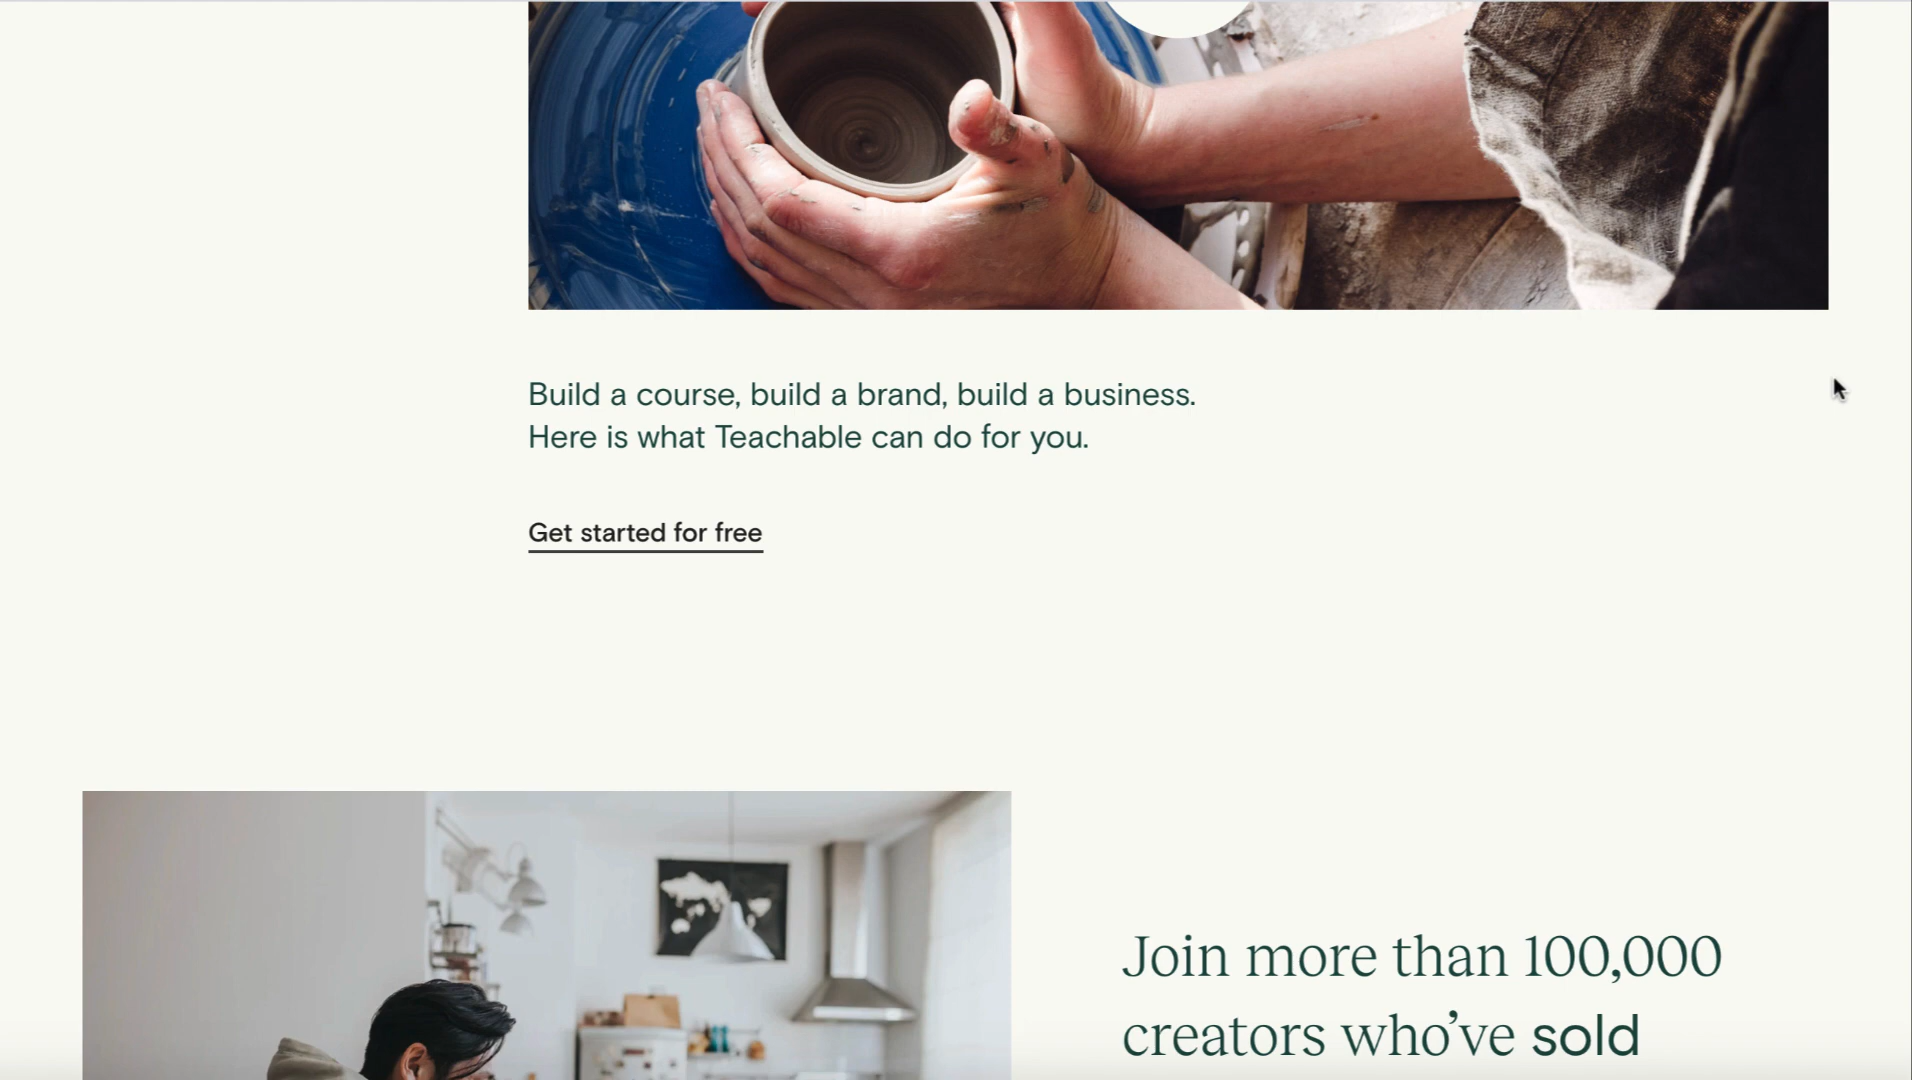 Build a course, build a brand, build a business.
Here is what Teachable can do for you.
Get started for free
Join more than 100,000
creators who’ve sold